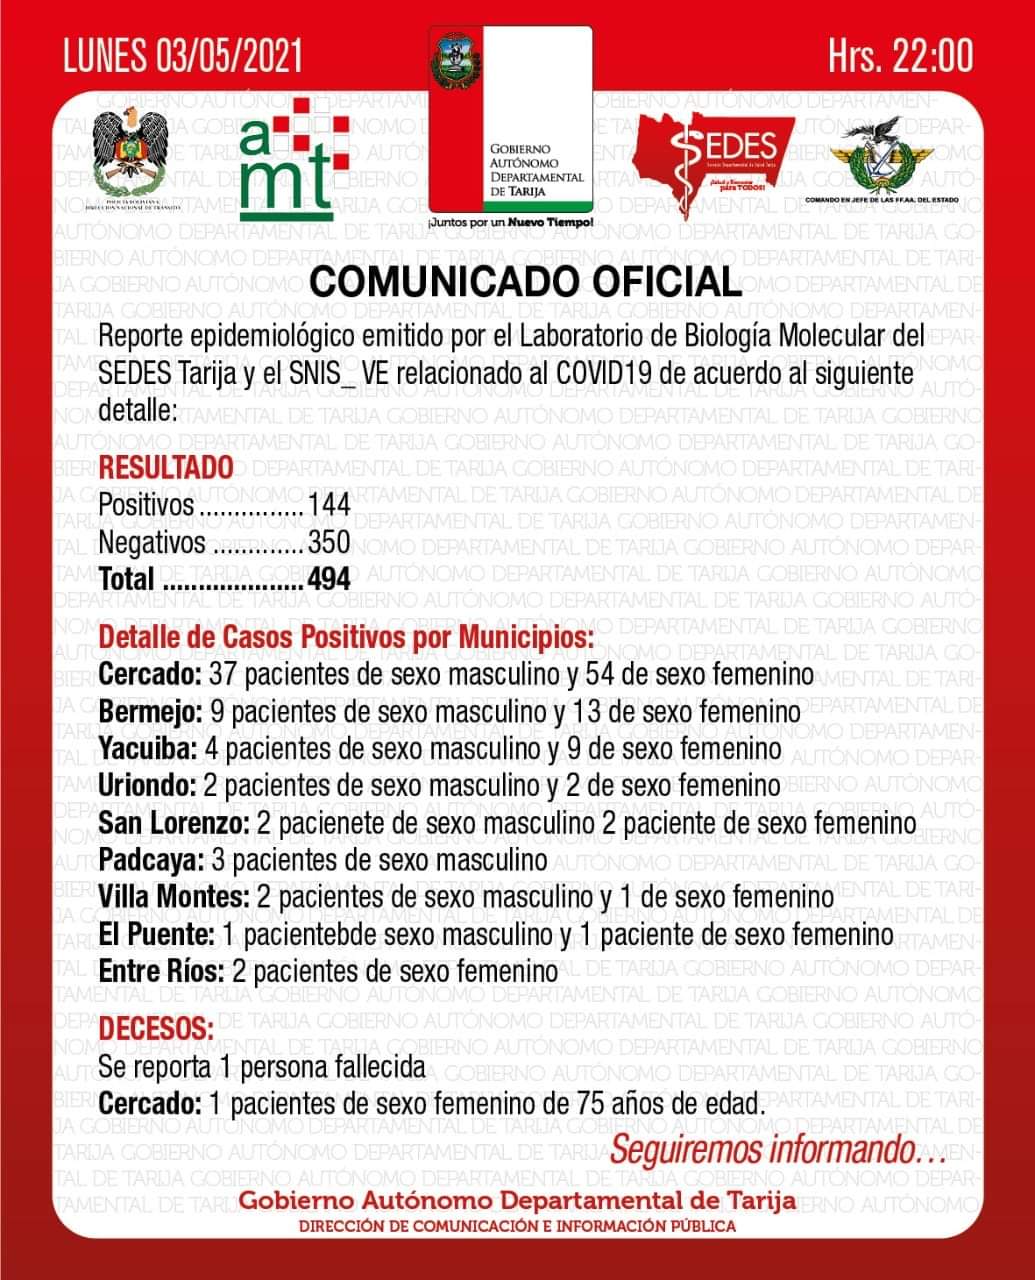 LUNES 03/05/2021
Hrs. 22:00
POLICÍA BOLIVIANA
DIRECCIÓN NACIONAL DE TRÁNSITO
amt
GOBIERNO
AUTÓNOMO
DEPARTAMENTAL
DE TARIJA
¡Juntos por un Nuevo Tiempo!
SEDES
Servicio Departamental de Salud Tarija
¡Salud y Bienestar
para TODOS!
COMANDO EN JEFE DE LAS FF.AA. DEL ESTADO
COMUNICADO OFICIAL
Reporte epidemiológico emitido por el Laboratorio de Biología Molecular del
SEDES Tarija y el SNIS_ VE relacionado al COVID19 de acuerdo al siguiente
detalle:
RESULTADO
Positivos ............... 144
Negativos ............. 350
Total .................... 494
Detalle de Casos Positivos por Municipios:
Cercado: 37 pacientes de sexo masculino y 54 de sexo femenino
Bermejo: 9 pacientes de sexo masculino y 13 de sexo femenino
Yacuiba: 4 pacientes de sexo masculino y 9 de sexo femenino
Uriondo: 2 pacientes de sexo masculino y 2 de sexo femenino
San Lorenzo: 2 pacienete de sexo masculino 2 paciente de sexo femenino
Padcaya: 3 pacientes de sexo masculino
Villa Montes: 2 pacientes de sexo masculino y 1 de sexo femenino
El Puente: 1 pacientebde sexo masculino y 1 paciente de sexo femenino
Entre Ríos: 2 pacientes de sexo femenino
DECESOS:
Se reporta 1 persona fallecida
Cercado: 1 pacientes de sexo femenino de 75 años de edad.
Seguiremos informando...
Gobierno Autónomo Departamental de Tarija
DIRECCIÓN DE COMUNICACIÓN E INFORMACIÓN PÚBLICA